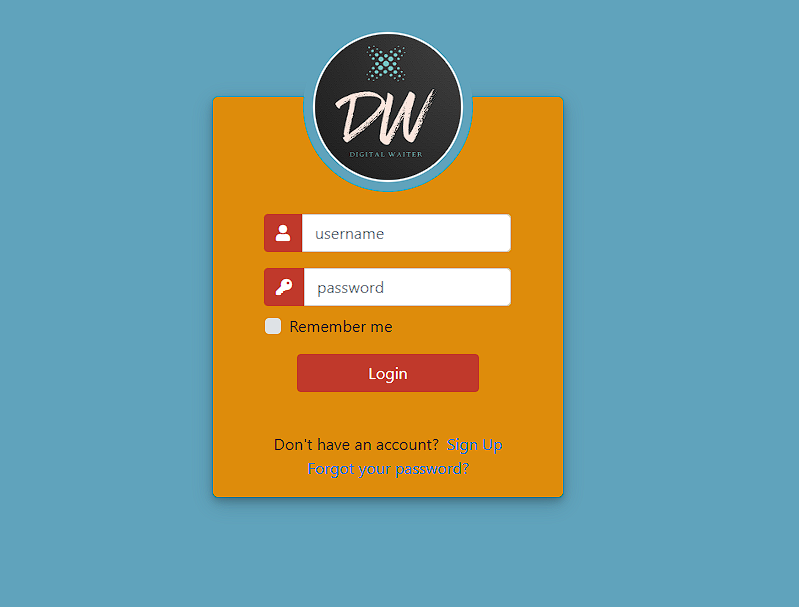 DW
DIGITAL WAITER
username
password
Remember me
Login
Don't have an account? Sign Up
Forgot your password?